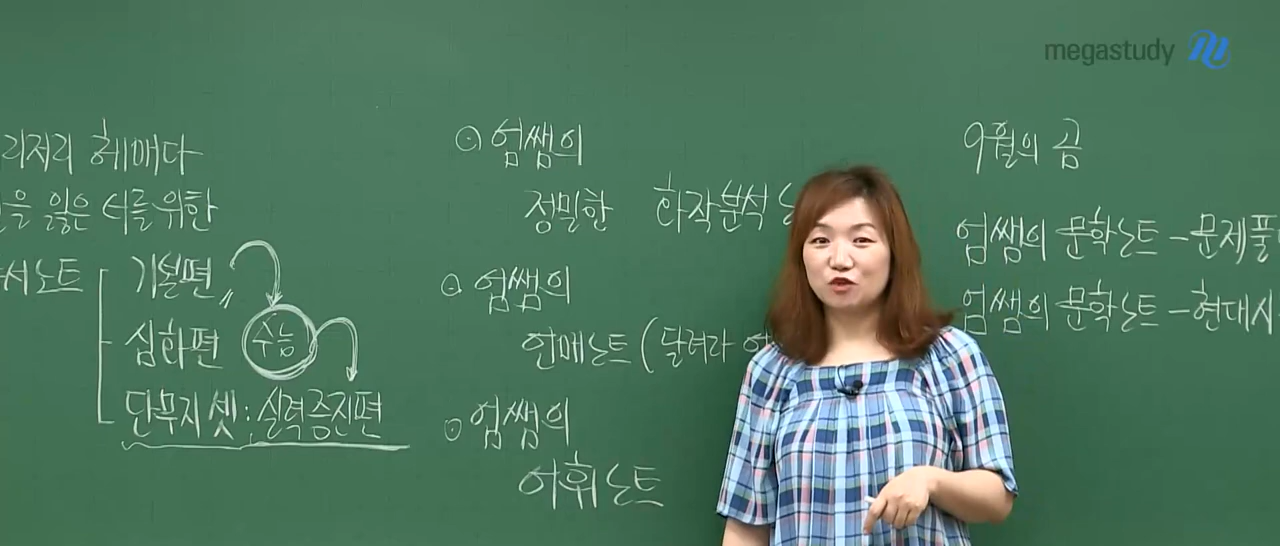 megastudy
리저리 헤매다
을 잃은 너를 위한
서노트
기본편
심화편
수능
단무지 셋 : 실력증진편
⊙ 엄쌤의
정밀한 화작분석
⊙ 엄쌤의
언매노트 ( 달려라
⊙ 엄쌤의
어휘노트
9월의 곰
엄쌤의 문학노트 - 문제풀
엄쌤의 문학노트 - 현대시